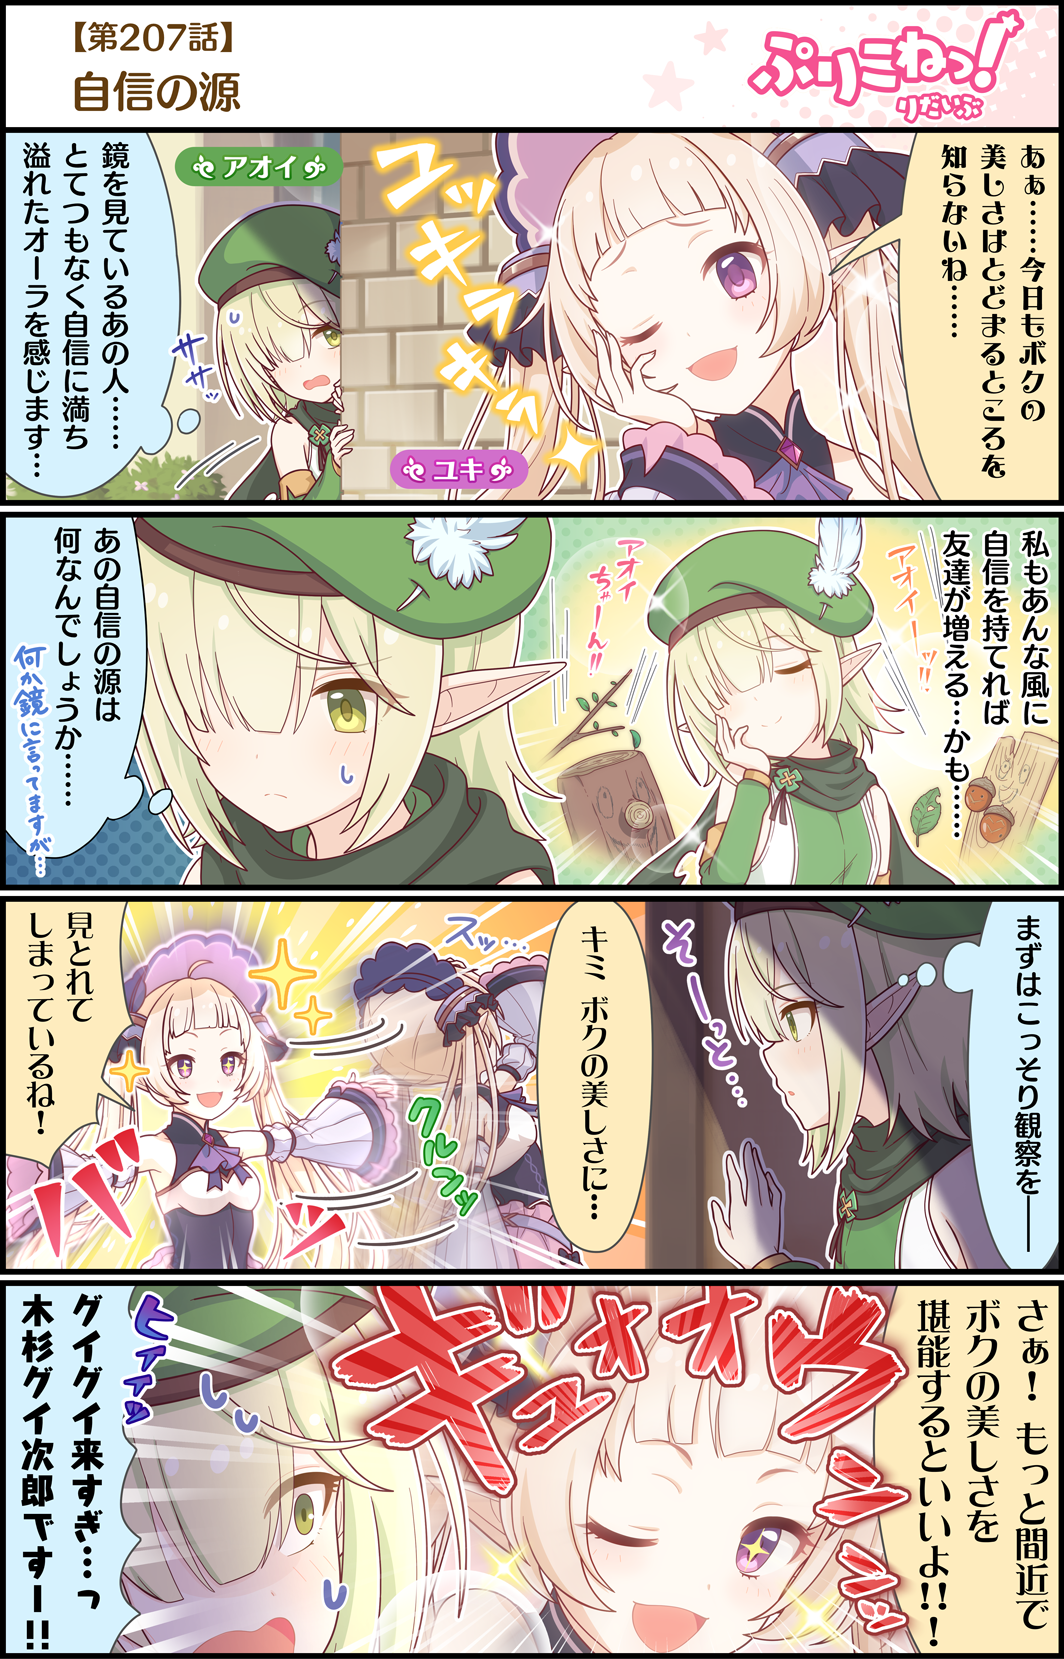 【第207話】
自信の源
ぷりこねっ!
りだいぶ
あぁ……今日もボクの
美しさはとどまるところを
知らないね……
ユッキラキラ
ユキ
アオイ
鏡を見ているあの人……
とてつもなく自信に満ち
溢れたオーラを感じます…
ササッ
私もあんな風に
自信を持てれば
友達が増える…かも……
アオイーッ!!
アオイ
ちゃーん!!
あの自信の源は
何なんでしょうか……
何か鏡に言ってますが…
まずはこっそり観察を――
そーっと…
キミ ボクの美しさに…
スッ…
クルンッ
見とれて
しまっているね!
バッ
さぁ! もっと間近で
ボクの美しさを
堪能するといいよ!!!
ギュオオウンッ
ヒィィッ
グイグイ来すぎ…っ
木杉グイ次郎ですー!!